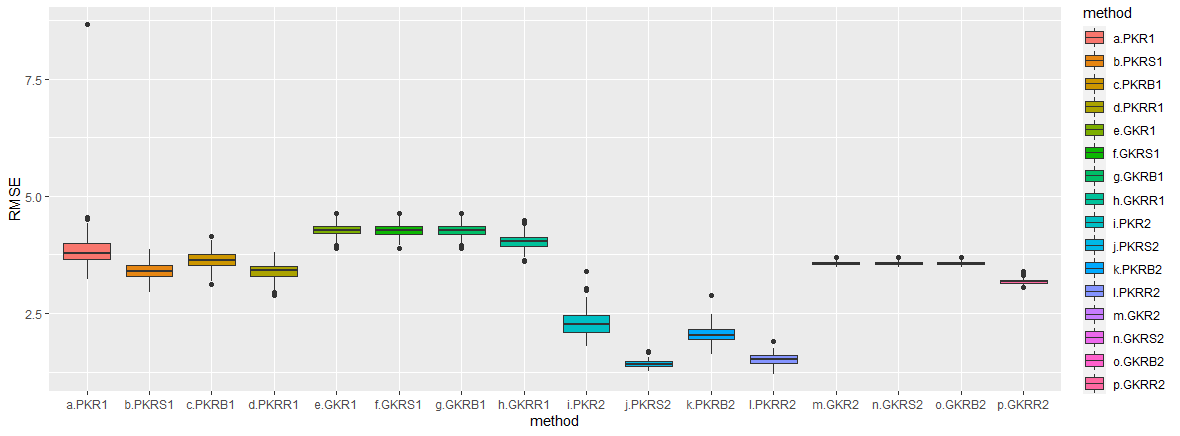 method
a.PKR1
b.PKRS1
c.PKRB1
d.PKRR1
e.GKR1
f.GKRS1
g.GKRB1
h.GKRR1
i.PKR2
j.PKRS2
k.PKRB2
l.PKRR2
m.GKR2
n.GKRS2
o.GKRB2
p.GKRR2
RMSE
7.5
5.0
2.5
a.PKR1 b.PKRS1 c.PKRB1 d.PKRR1 e.GKR1 f.GKRS1 g.GKRB1 h.GKRR1 i.PKR2 j.PKRS2 k.PKRB2 l.PKRR2 m.GKR2 n.GKRS2 o.GKRB2 p.GKRR2
method